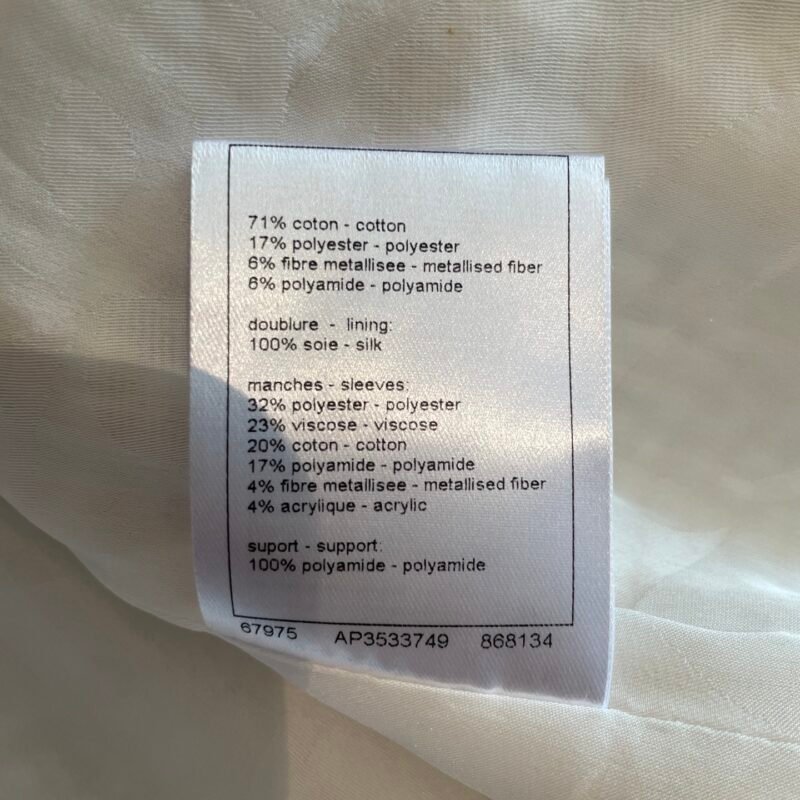 71% coton - cotton
17% polyester - polyester
6% fibre metallisee - metallised fiber
6% polyamide - polyamide
doublure - lining:
100% soie - silk
manches - sleeves:
32% polyester - polyester
23% viscose - viscose
20% coton - cotton
17% polyamide - polyamide
4% fibre metallisee - metallised fiber
4% acrylique - acrylic
suport - support:
100% polyamide - polyamide
67975 AP3533749 868134